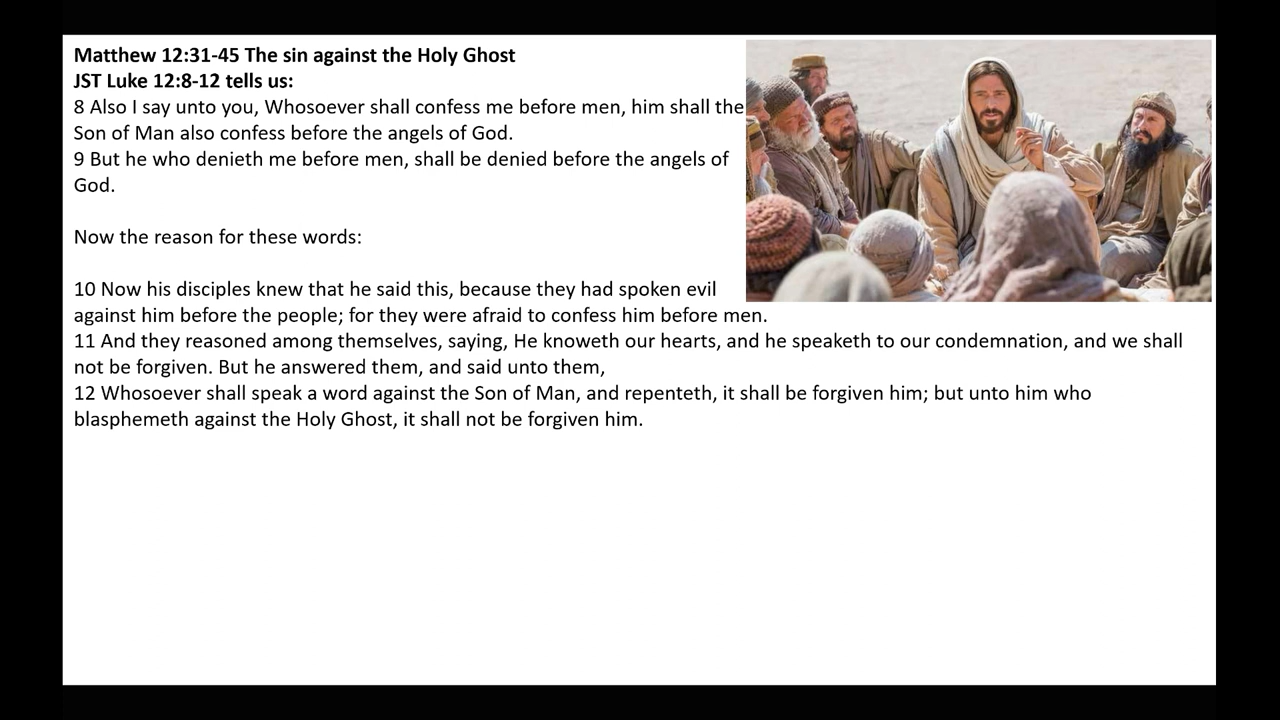 Matthew 12:31-45 The sin against the Holy Ghost
JST Luke 12:8-12 tells us:
8 Also I say unto you, Whosoever shall confess me before men, him shall the
Son of Man also confess before the angels of God.
9 But he who denieth me before men, shall be denied before the angels of
God.
Now the reason for these words:
10 Now his disciples knew that he said this, because they had spoken evil
against him before the people; for they were afraid to confess him before men.
11 And they reasoned among themselves, saying, He knoweth our hearts, and he speaketh to our condemnation, and we shall
not be forgiven. But he answered them, and said unto them,
12 Whosoever shall speak a word against the Son of Man, and repenteth, it shall be forgiven him; but unto him who
blasphemeth against the Holy Ghost, it shall not be forgiven him.